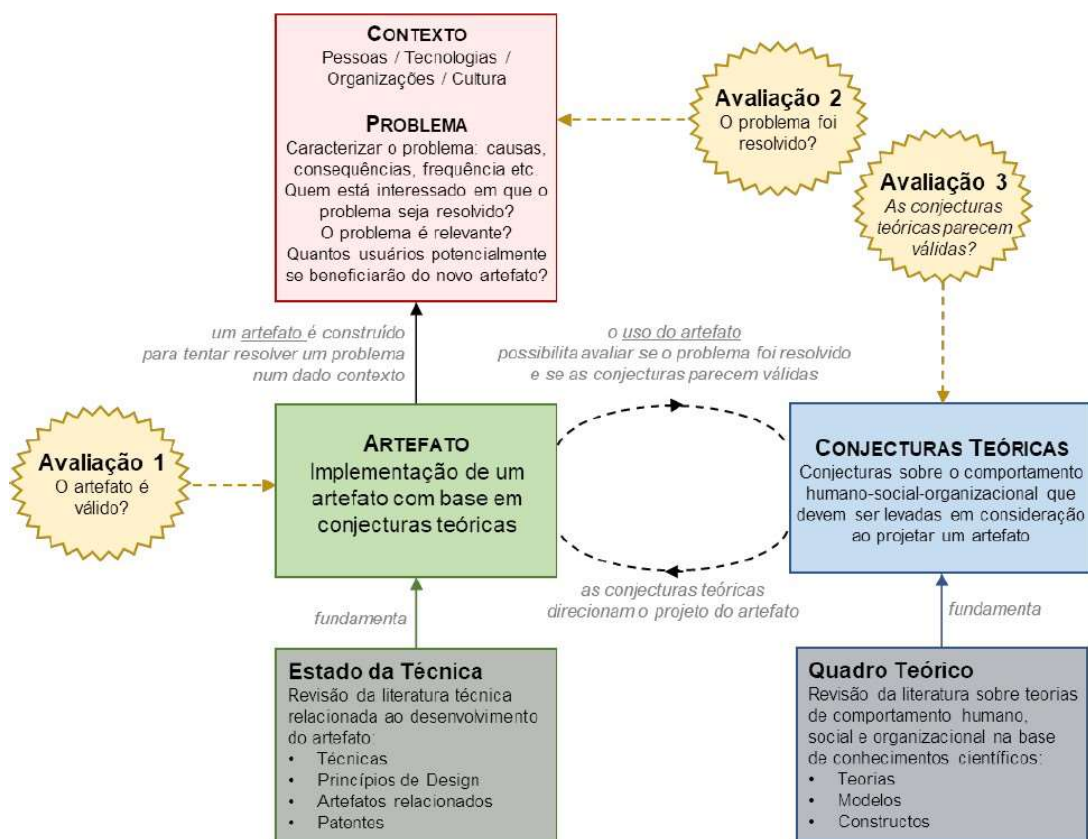 CONTEXTO
Pessoas / Tecnologias /
Organizações / Cultura
PROBLEMA
Caracterizar o problema: causas,
consequências, frequência etc.
Quem está interessado em que o
problema seja resolvido?
O problema é relevante?
Quantos usuários potencialmente
se beneficiarão do novo artefato?
Avaliação 2
O problema foi
resolvido?
Avaliação 3
As conjecturas
teóricas parecem
válidas?
um artefato é construído
para tentar resolver um problema
num dado contexto
o uso do artefato
possibilita avaliar se o problema foi resolvido
e se as conjecturas parecem válidas
Avaliação 1
O artefato é
válido?
ARTEFATO
Implementação de um
artefato com base em
conjecturas teóricas
CONJECTURAS TEÓRICAS
Conjecturas sobre o comportamento
humano-social-organizacional que
devem ser levadas em consideração
ao projetar um artefato
as conjecturas teóricas
direcionam o projeto do artefato
fundamenta
fundamenta
Estado da Técnica
Revisão da literatura técnica
relacionada ao desenvolvimento
do artefato:
• Técnicas
• Princípios de Design
• Artefatos relacionados
• Patentes
Quadro Teórico
Revisão da literatura sobre teorias
de comportamento humano,
social e organizacional na base
de conhecimentos científicos:
• Teorias
• Modelos
• Constructos